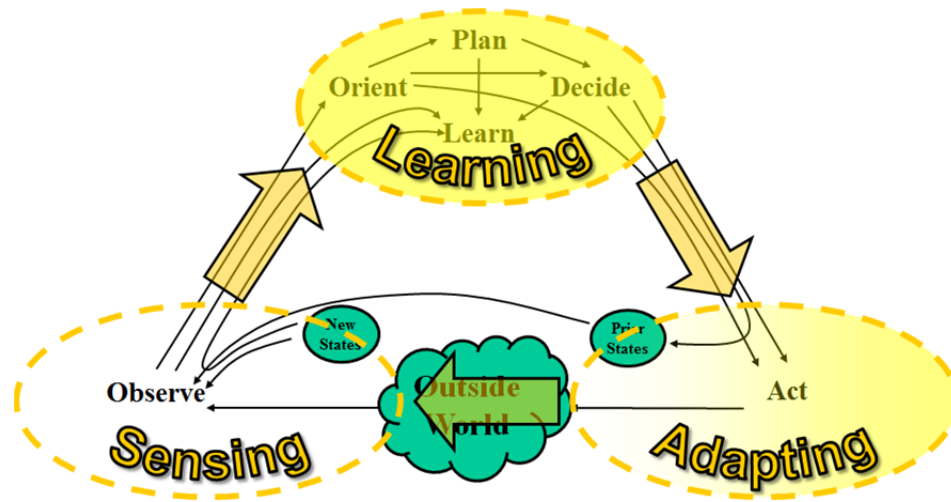 Plan
Orient
Decide
Learn
Learning
New
States
Prior
States
Observe
Outside
World
Act
Sensing
Adapting